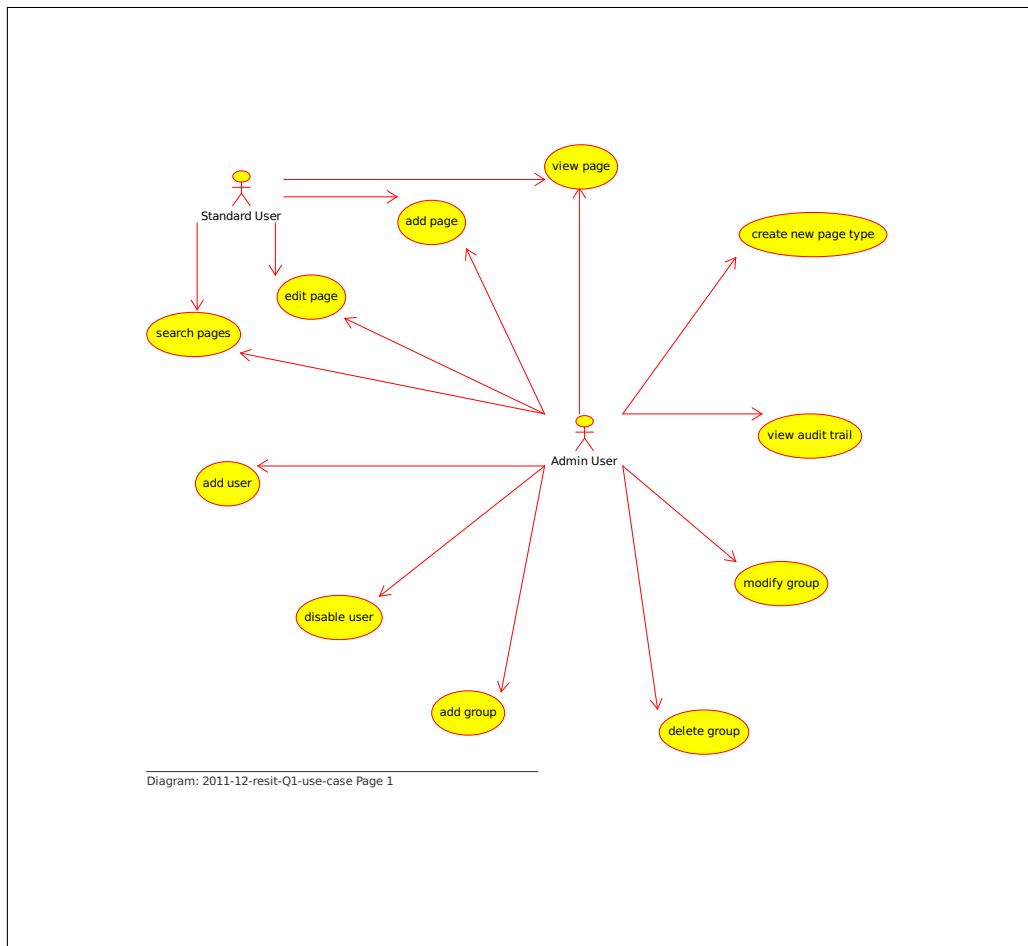 view page
Standard User
add page
create new page type
edit page
search pages
view audit trail
Admin User
add user
modify group
disable user
add group
delete group
Diagram: 2011-12-resit-Q1-use-case Page 1